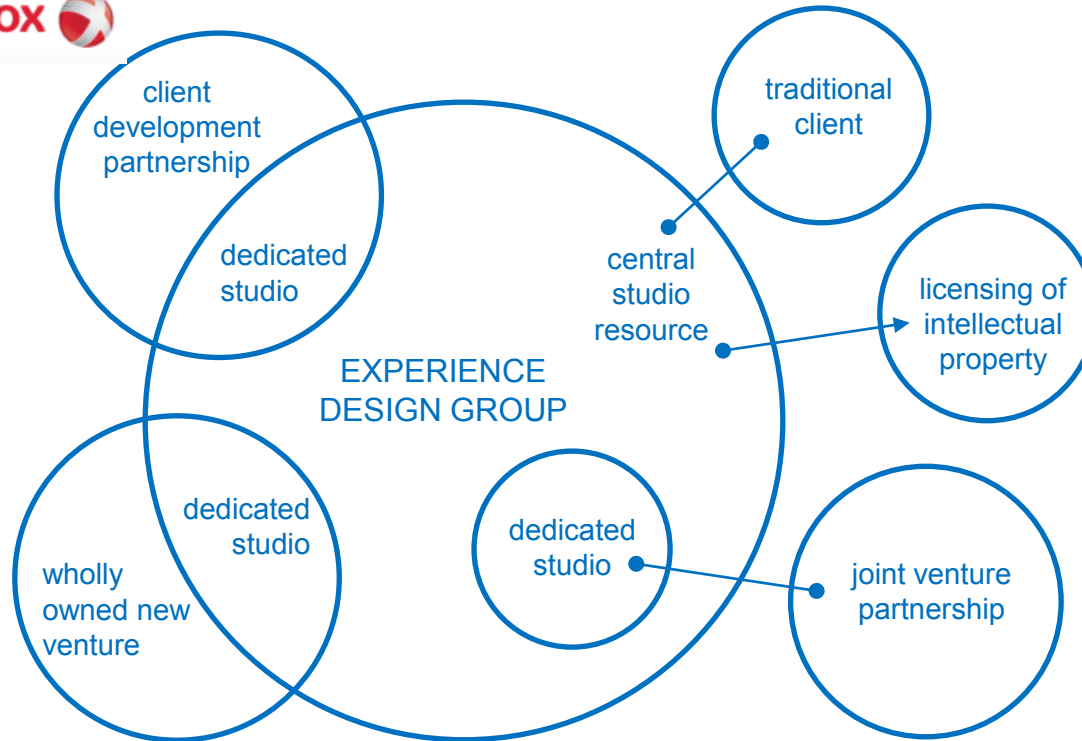 ox
client
development
partnership
dedicated
studio
traditional
client
central
studio
resource
licensing of
intellectual
property
EXPERIENCE
DESIGN GROUP
dedicated
studio
wholly
owned new
venture
dedicated
studio
joint venture
partnership